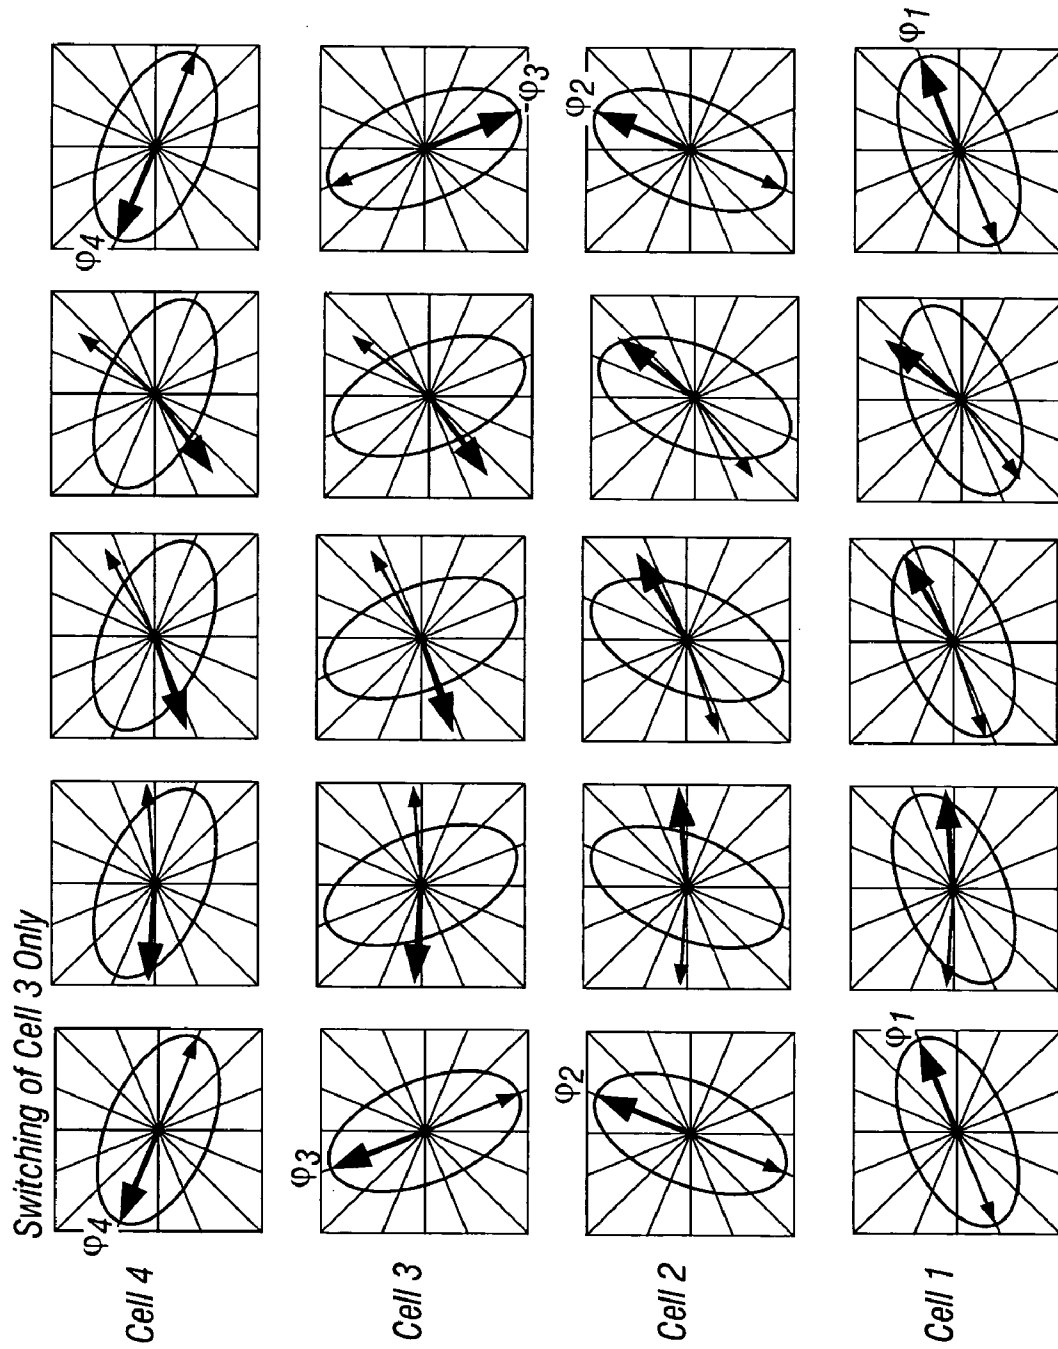 Switching of Cell 3 Only
φ4
φ4
Cell 4
φ3
-φ3
Cell 3
φ2
φ2
Cell 2
φ1
φ1
Cell 1